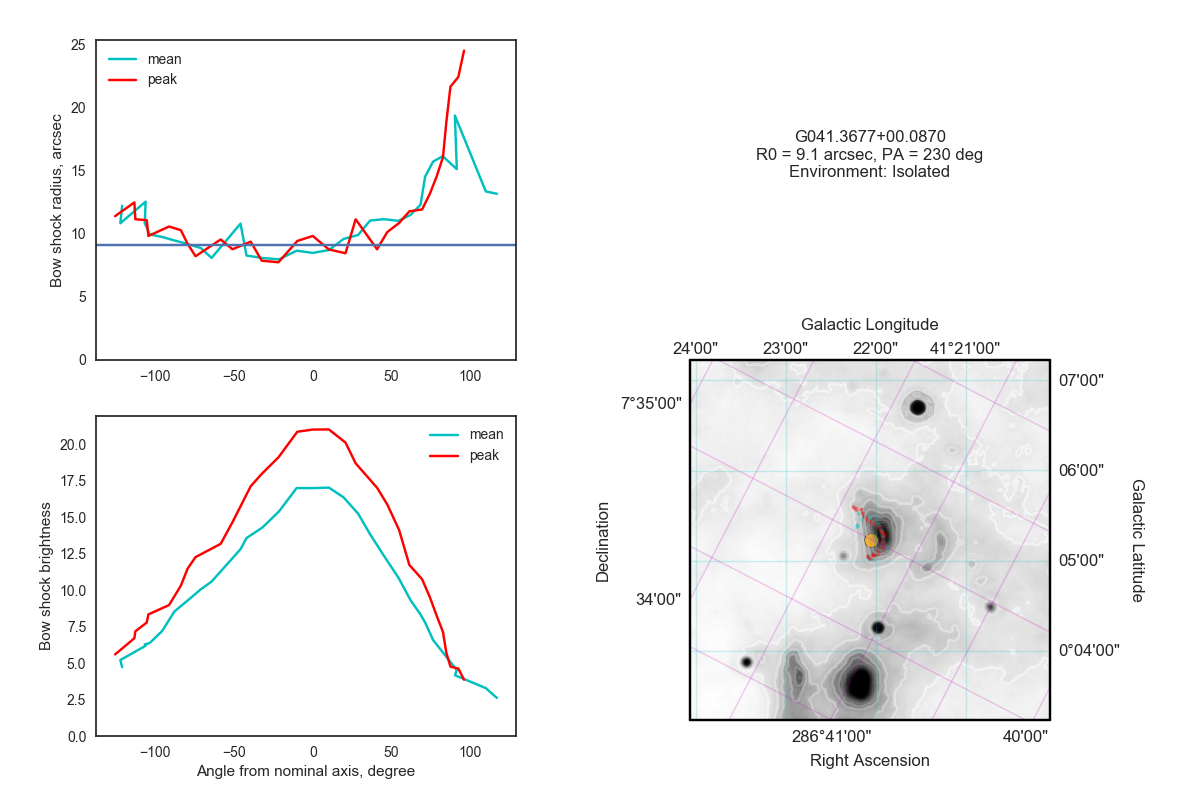 25
20
15
10
5
0
Bow shock radius, arcsec
mean
peak
−100
−50
0
50
100
G041.3677+00.0870
R0 = 9.1 arcsec, PA = 230 deg
Environment: Isolated
20.0
17.5
15.0
12.5
10.0
7.5
5.0
2.5
0.0
Bow shock brightness
mean
peak
−100
−50
0
50
100
Angle from nominal axis, degree
Galactic Longitude
24'00"
23'00"
22'00"
41°21'00"
7°35'00"
34'00"
Declination
07'00"
06'00"
05'00"
0°04'00"
Galactic Latitude
286°41'00"
40'00"
Right Ascension